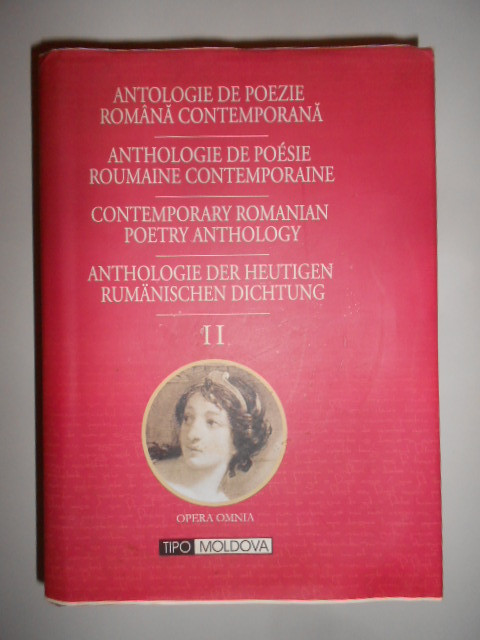 ANTOLOGIE DE POEZIE
ROMÂNĂ CONTEMPORANĂ
ANTHOLOGIE DE POÉSIE
ROUMAINE CONTEMPORAINE
CONTEMPORARY ROMANIAN
POETRY ANTHOLOGY
ANTHOLOGIE DER HEUTIGEN
RUMÄNISCHEN DICHTUNG
II
OPERA OMNIA
TIPO MOLDOVA